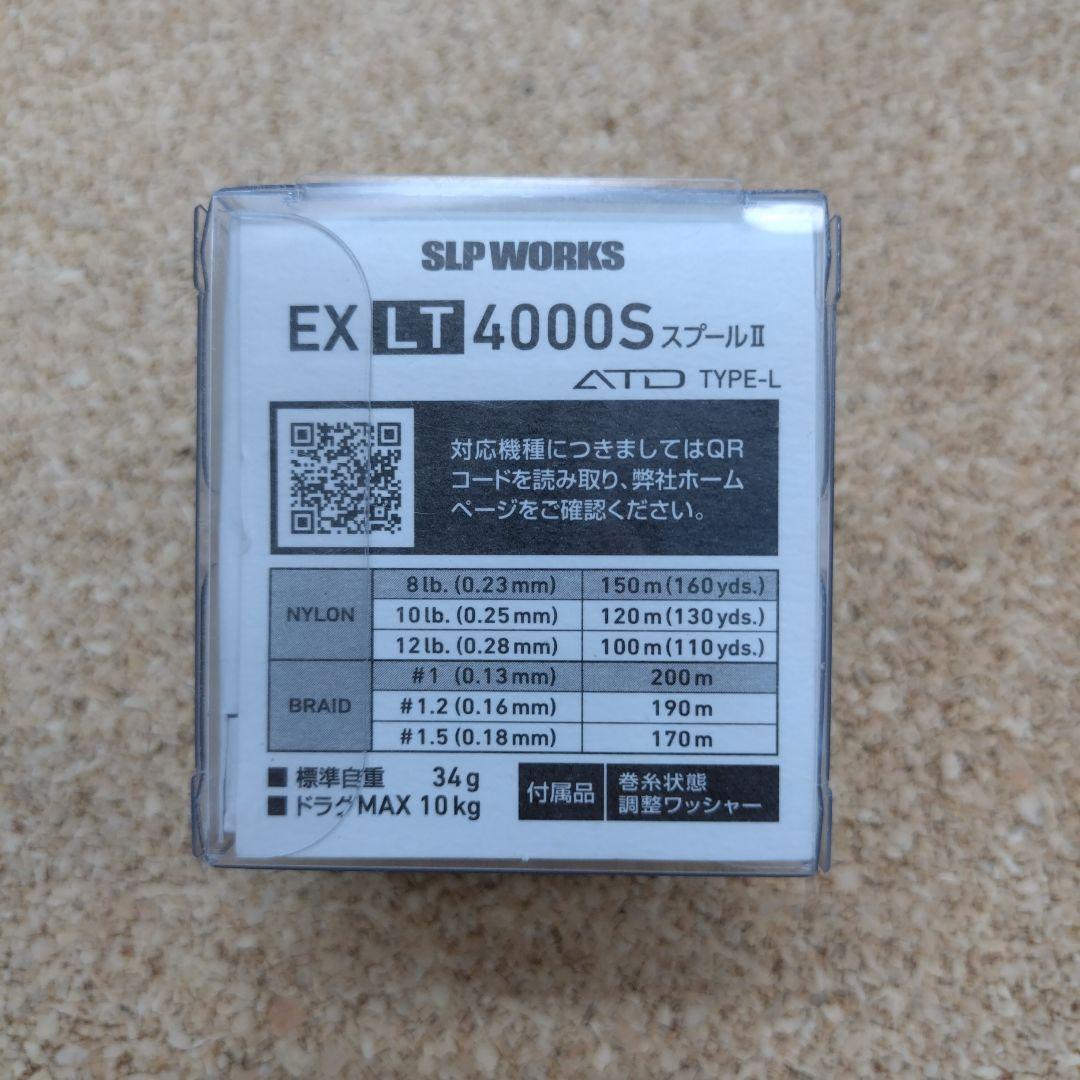 SLP WORKS
EX LT 4000S スプールⅡ
ATD TYPE-L
対応機種につきましてはQR
コードを読み取り、弊社ホーム
ページをご確認ください。
NYLON
8lb. (0.23mm) 150m(160yds.)
10lb. (0.25mm) 120m(130yds.)
12lb. (0.28mm) 100m(110yds.)
BRAID
#1 (0.13mm) 200m
#1.2 (0.16mm) 190m
#1.5 (0.18mm) 170m
■ 標準自重 34g
■ ドラグMAX 10kg
付属品
巻糸状態
調整ワッシャー